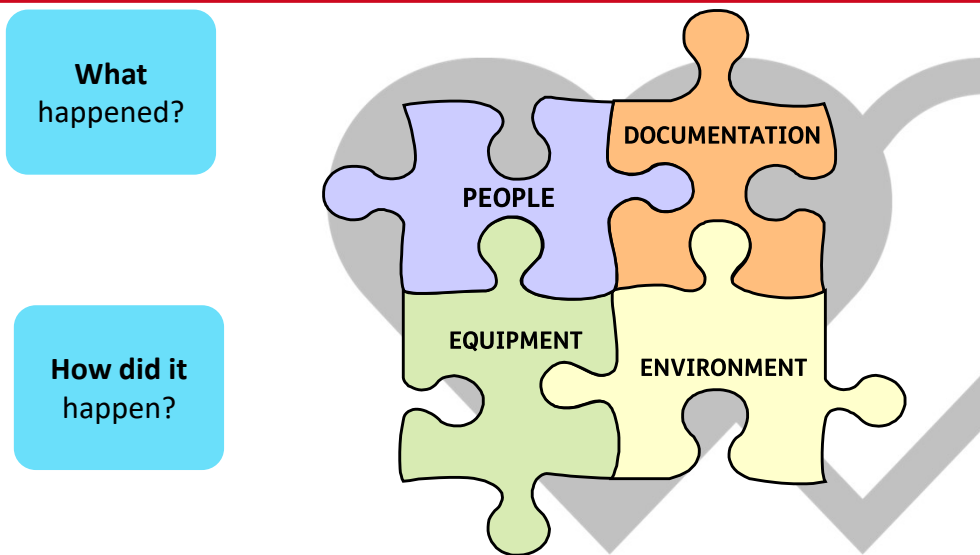 What
happened?
DOCUMENTATION
PEOPLE
How did it
happen?
EQUIPMENT
ENVIRONMENT